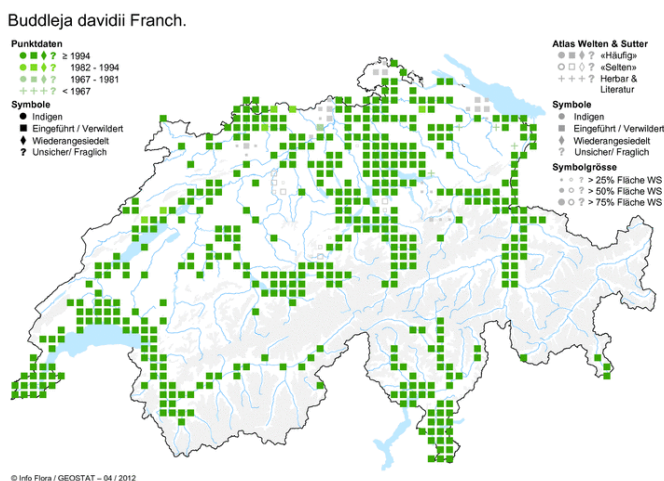 Buddleja davidii Franch.
Punktdaten
? ≥ 1994
? 1982 - 1994
? 1967 - 1981
< 1967
Symbole
Indigen
Eingeführt / Verwildert
Wiederangesiedelt
? Unsicher/ Fraglich
Atlas Welten & Sutter
? «Häufig»
? «Selten»
Herbar &
Literatur
Symbole
Indigen
Eingeführt / Verwildert
Wiederangesiedelt
? Unsicher/ Fraglich
Symbolgrösse
? > 25% Fläche WS
? > 50% Fläche WS
? > 75% Fläche WS
© Info Flora / GEOSTAT – 04 / 2012